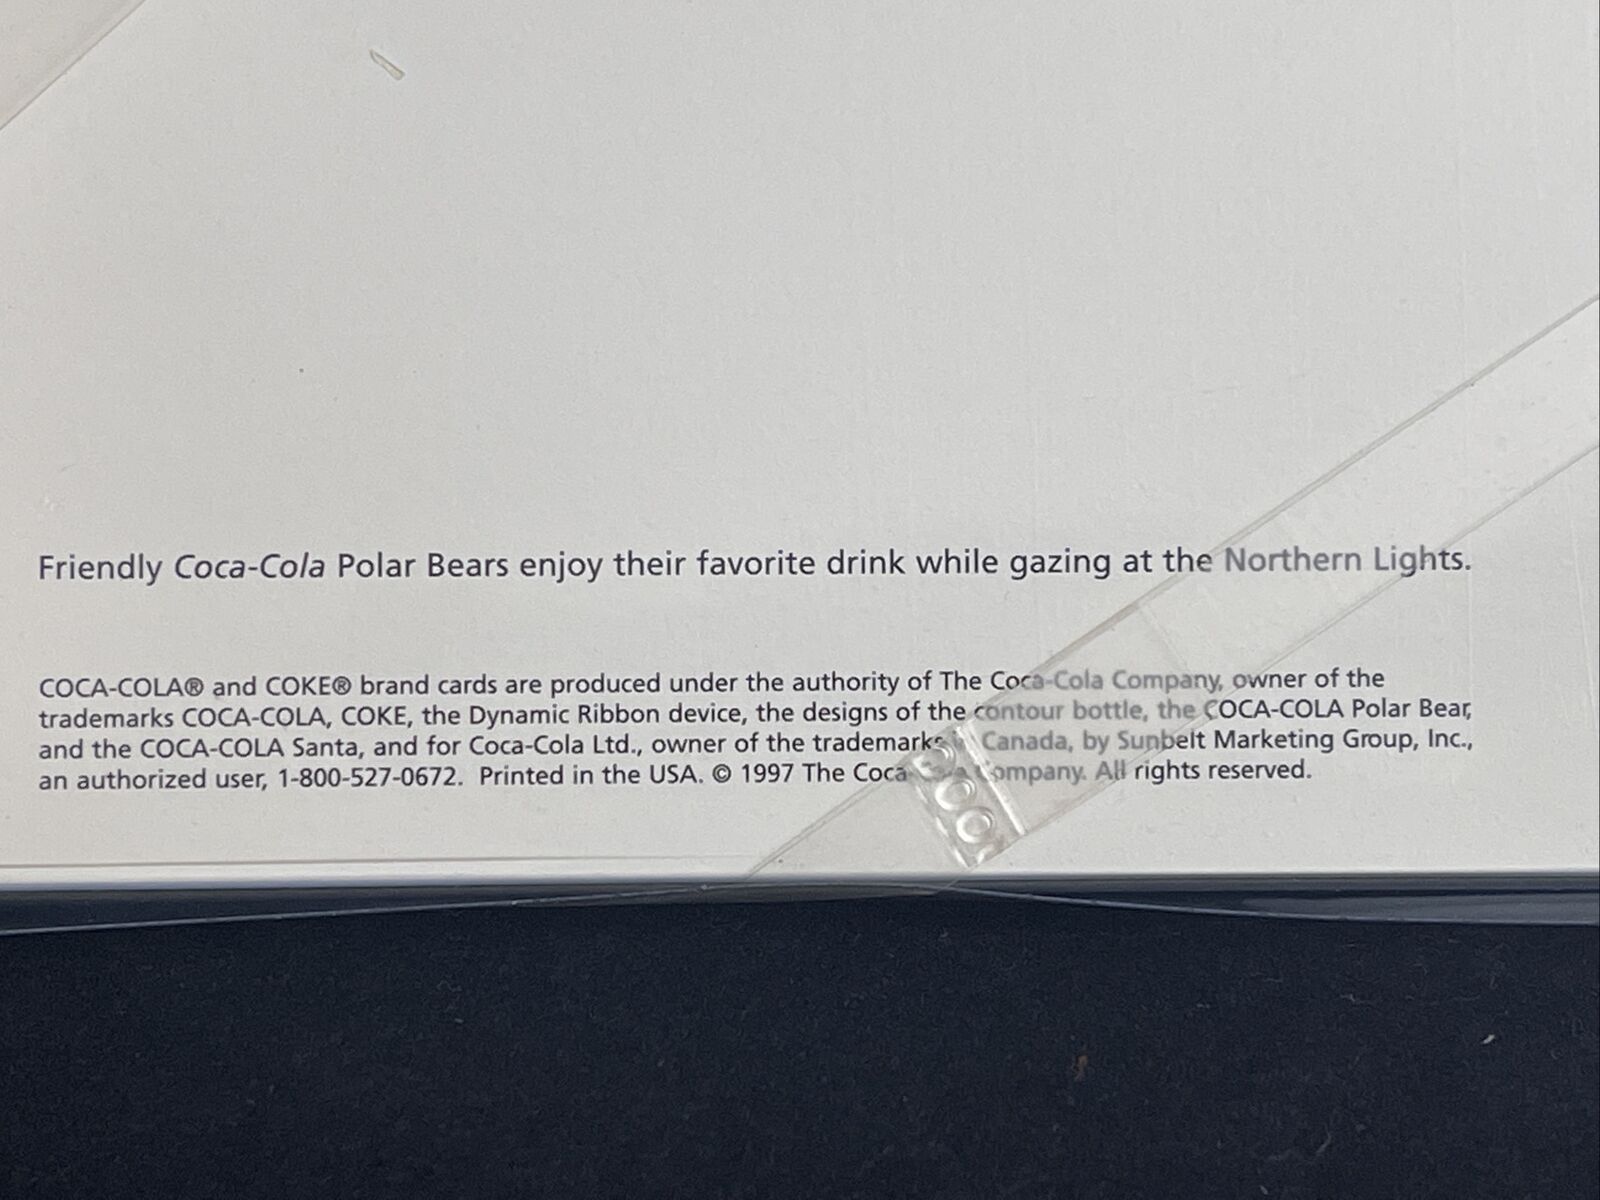 Friendly Coca-Cola Polar Bears enjoy their favorite drink while gazing at the Northern Lights.
COCA-COLA® and COKE® brand cards are produced under the authority of The Coca-Cola Company, owner of the
trademarks COCA-COLA, COKE, the Dynamic Ribbon device, the designs of the contour bottle, the COCA-COLA Polar Bear,
and the COCA-COLA Santa, and for Coca-Cola Ltd., owner of the trademarks in Canada, by Sunbelt Marketing Group, Inc.,
an authorized user, 1-800-527-0672. Printed in the USA. © 1997 The Coca-Cola Company. All rights reserved.